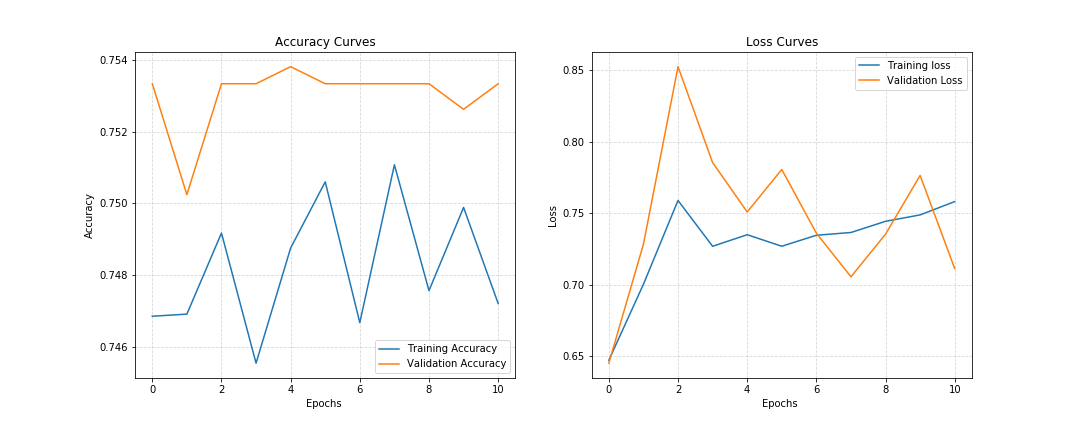 Accuracy Curves
0.754
0.752
0.750
0.748
0.746
Accuracy
0 2 4 6 8 10
Epochs
Training Accuracy
Validation Accuracy
Loss Curves
0.85
0.80
0.75
0.70
0.65
Loss
0 2 4 6 8 10
Epochs
Training loss
Validation Loss